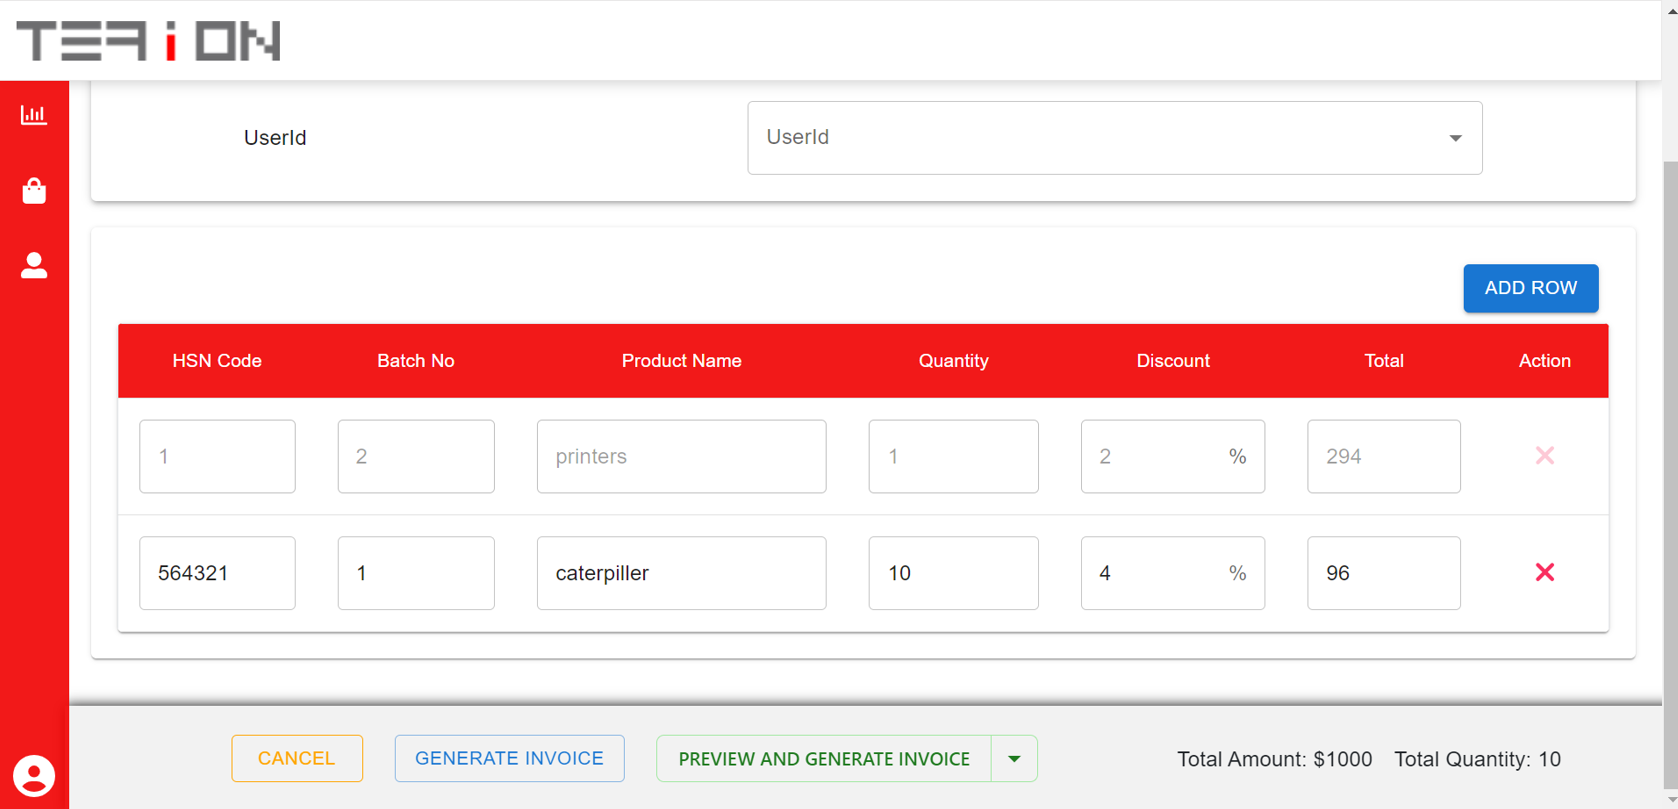 TERiON
UserId UserId
ADD ROW
HSN Code Batch No Product Name Quantity Discount Total Action
1 2 printers 1 2 % 294
564321 1 caterpiller 10 4 % 96
CANCEL GENERATE INVOICE PREVIEW AND GENERATE INVOICE Total Amount: $1000 Total Quantity: 10